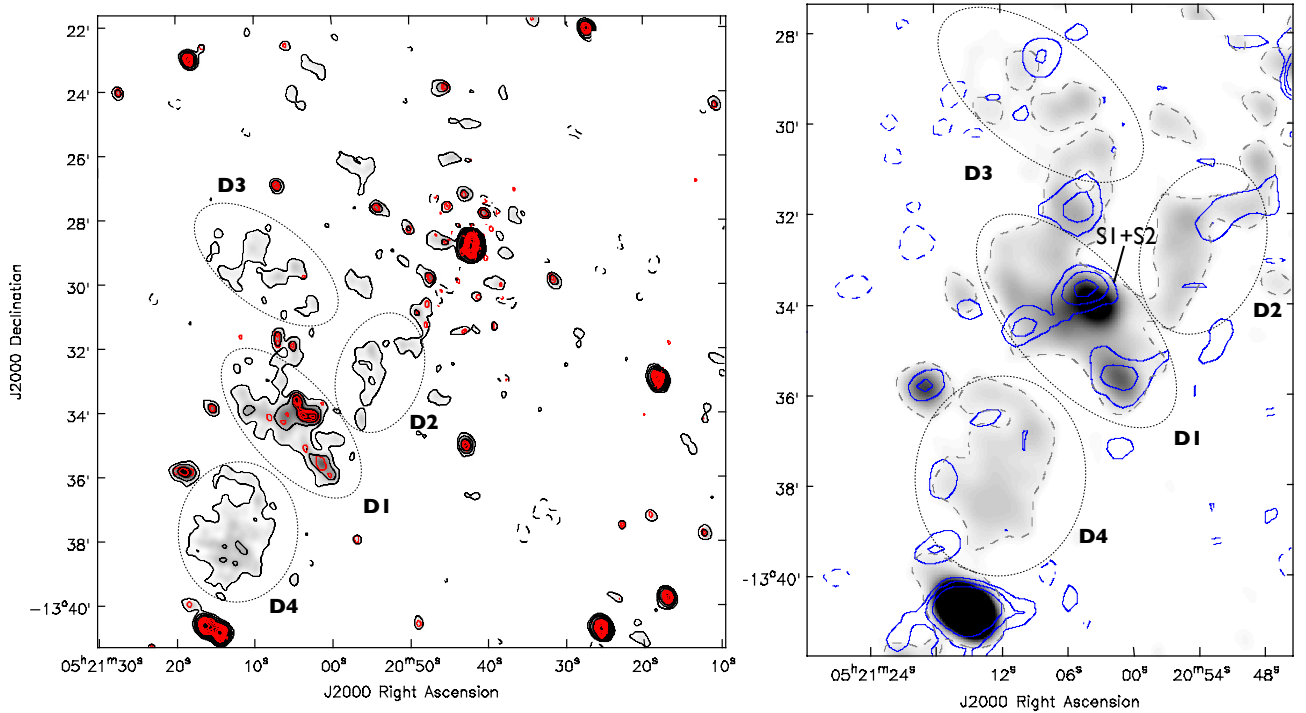 22'
24'
26'
28'
30'
32'
34'
36'
38'
-13°40'
J2000 Declination
D3
D2
D1
D4
05ʰ21ᵐ30ˢ
20ˢ
10ˢ
00ˢ
20ᵐ50ˢ
40ˢ
30ˢ
20ˢ
10ˢ
J2000 Right Ascension
28'
30'
32'
34'
36'
38'
-13°40'
D3
S1+S2
D2
D1
D4
05ʰ21ᵐ24ˢ
12ˢ
06ˢ
00ˢ
20ᵐ54ˢ
48ˢ
J2000 Right Ascension